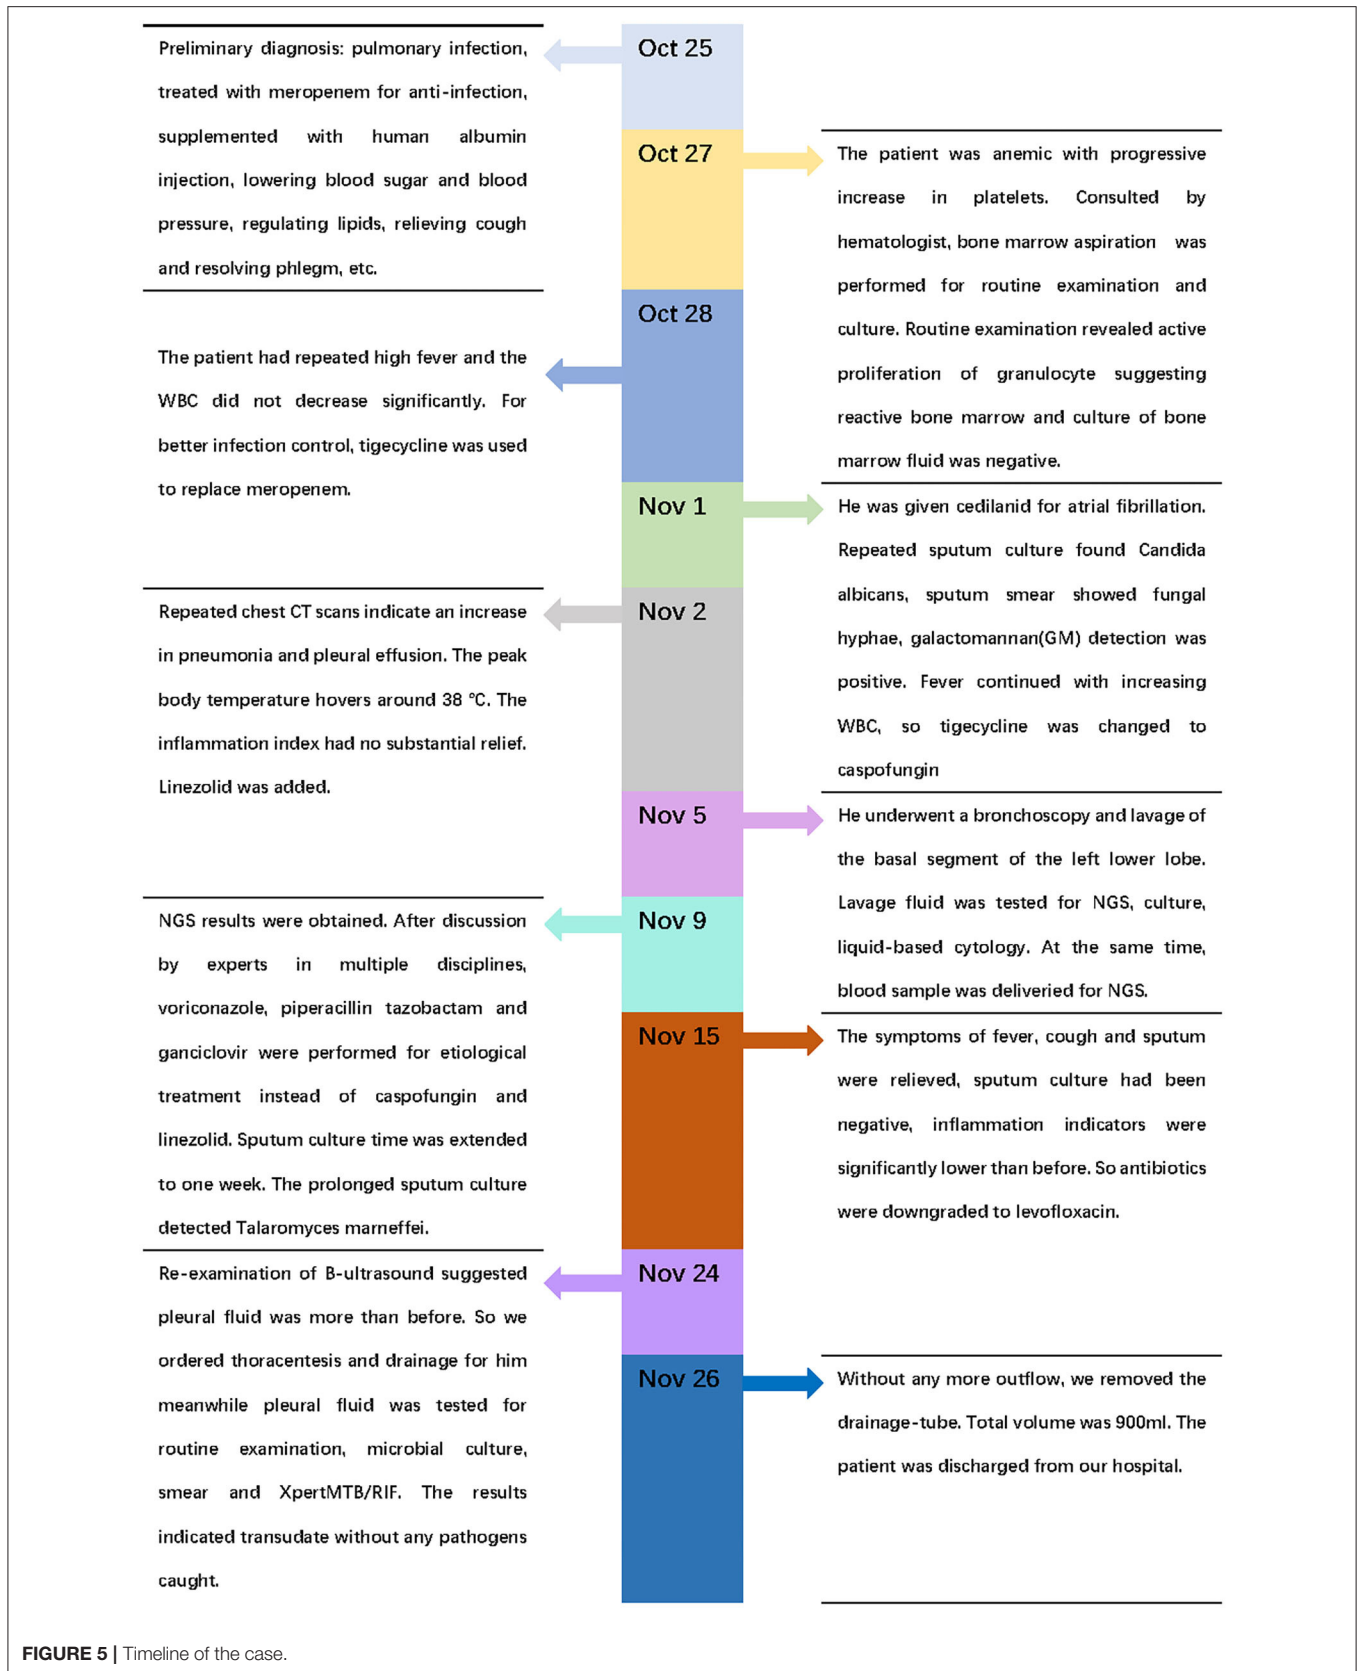 Oct 25
Preliminary diagnosis: pulmonary infection,
treated with meropenem for anti-infection,
supplemented with human albumin
injection, lowering blood sugar and blood
pressure, regulating lipids, relieving cough
and resolving phlegm, etc.
Oct 27
The patient was anemic with progressive
increase in platelets. Consulted by
hematologist, bone marrow aspiration was
performed for routine examination and
culture. Routine examination revealed active
proliferation of granulocyte suggesting
reactive bone marrow and culture of bone
marrow fluid was negative.
Oct 28
The patient had repeated high fever and the
WBC did not decrease significantly. For
better infection control, tigecycline was used
to replace meropenem.
Nov 1
He was given cedilanid for atrial fibrillation.
Repeated sputum culture found Candida
albicans, sputum smear showed fungal
hyphae, galactomannan(GM) detection was
positive. Fever continued with increasing
WBC, so tigecycline was changed to
caspofungin
Nov 2
Repeated chest CT scans indicate an increase
in pneumonia and pleural effusion. The peak
body temperature hovers around 38 °C. The
inflammation index had no substantial relief.
Linezolid was added.
Nov 5
He underwent a bronchoscopy and lavage of
the basal segment of the left lower lobe.
Lavage fluid was tested for NGS, culture,
liquid-based cytology. At the same time,
blood sample was deliveried for NGS.
Nov 9
NGS results were obtained. After discussion
by experts in multiple disciplines,
voriconazole, piperacillin tazobactam and
ganciclovir were performed for etiological
treatment instead of caspofungin and
linezolid. Sputum culture time was extended
to one week. The prolonged sputum culture
detected Talaromyces marneffei.
Nov 15
The symptoms of fever, cough and sputum
were relieved, sputum culture had been
negative, inflammation indicators were
significantly lower than before. So antibiotics
were downgraded to levofloxacin.
Nov 24
Re-examination of B-ultrasound suggested
pleural fluid was more than before. So we
ordered thoracentesis and drainage for him
meanwhile pleural fluid was tested for
routine examination, microbial culture,
smear and XpertMTB/RIF. The results
indicated transudate without any pathogens
caught.
Nov 26
Without any more outflow, we removed the
drainage-tube. Total volume was 900ml. The
patient was discharged from our hospital.
FIGURE 5 | Timeline of the case.